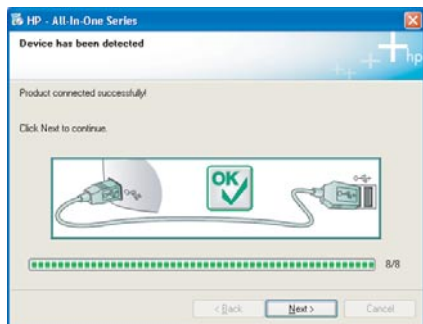 HP - All-In-One Series
Device has been detected
hp
Product connected successfully!
Click Next to continue.
OK
8/8
< Back
Next >
Cancel